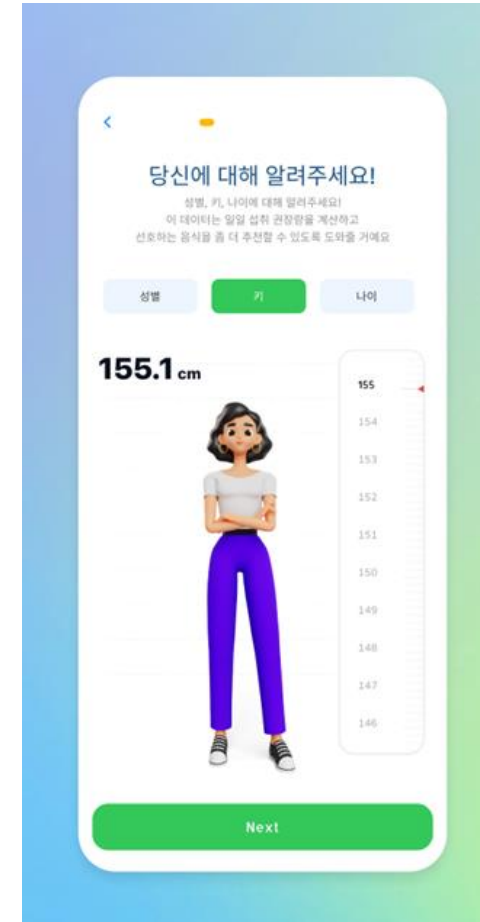 당신에 대해 알려주세요!
성별, 키, 나이에 대해 알려주세요!
이 데이터는 일일 섭취 권장량을 계산하고
선호하는 음식을 좀 더 추천할 수 있도록 도와줄 거예요
성별 키 나이
155.1 cm
155
154
153
152
151
150
149
148
147
146
Next